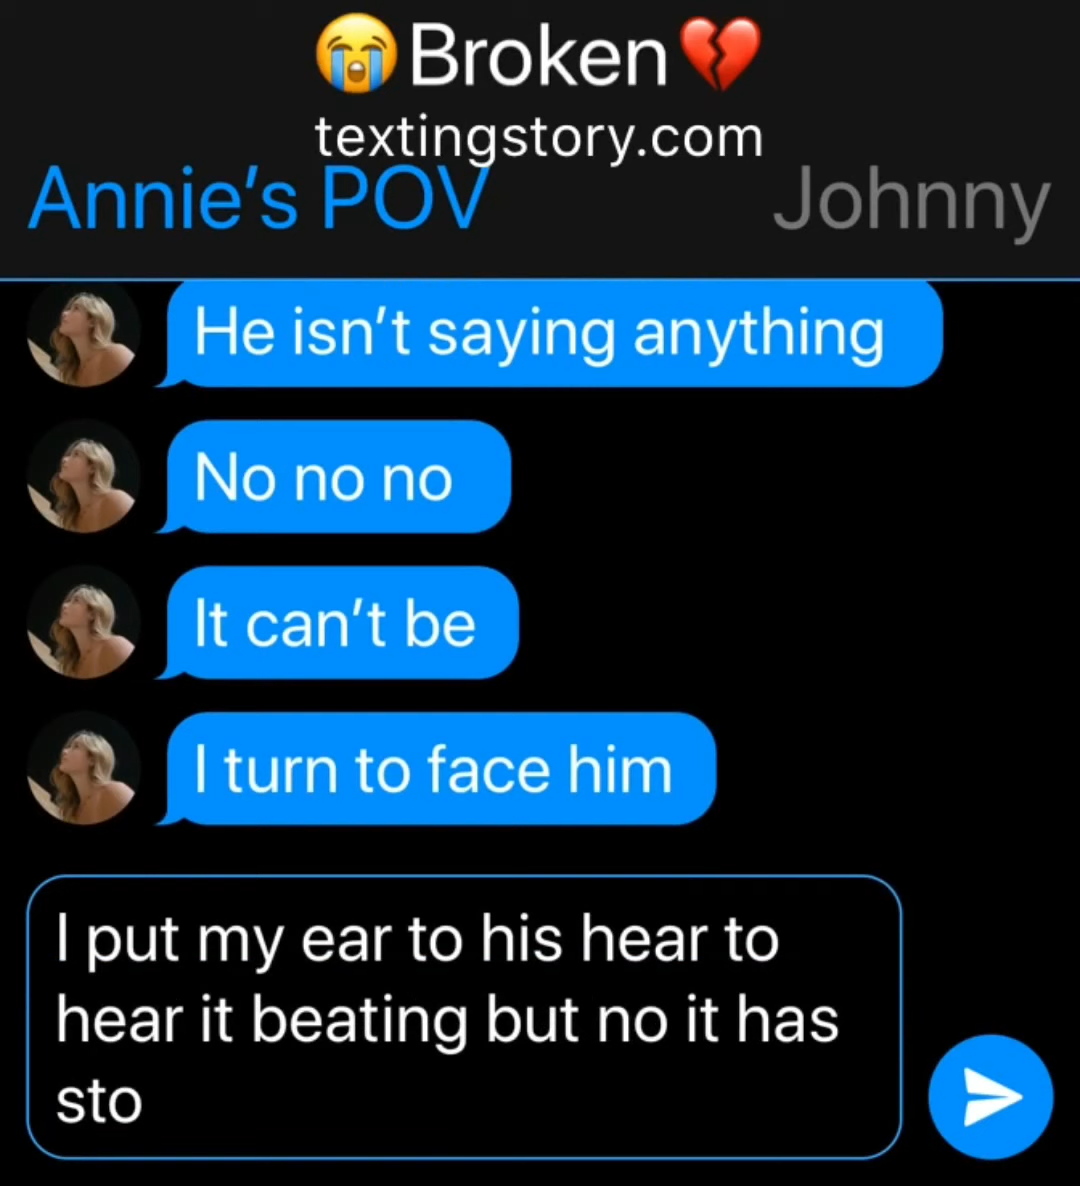 😭Broken💔
textingstory.com
Annie’s POV
Johnny
He isn’t saying anything
No no no
It can’t be
I turn to face him
I put my ear to his hear to
hear it beating but no it has
sto